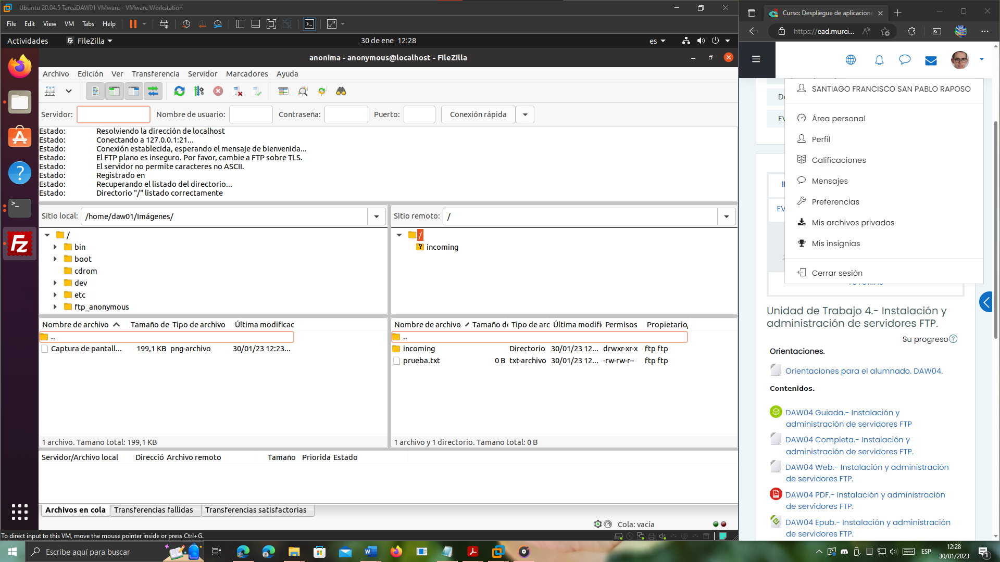 Ubuntu 20.04.5 TareaDAW01 VMware - VMware Workstation
File Edit View VM Tabs Help
Actividades FileZilla 30 de ene 12:28 es
anonima - anonymous@localhost - FileZilla
Archivo Edición Ver Transferencia Servidor Marcadores Ayuda
Servidor: Nombre de usuario: Contraseña: Puerto: Conexión rápida
Estado: Resolviendo la dirección de localhost
Estado: Conectando a 127.0.0.1:21...
Estado: Conexión establecida, esperando el mensaje de bienvenida...
Estado: El FTP plano es inseguro. Por favor, cambie a FTP sobre TLS.
Estado: El servidor no permite caracteres no ASCII.
Estado: Registrado en
Estado: Recuperando el listado del directorio...
Estado: Directorio "/" listado correctamente
Sitio local: /home/daw01/Imágenes/
/
bin
boot
cdrom
dev
etc
ftp_anonymous
Sitio remoto: /
/
incoming
Nombre de archivo Tamaño de Tipo de archivo Última modificac
..
Captura de pantall... 199,1 KB png-archivo 30/01/23 12:23...
1 archivo. Tamaño total: 199,1 KB
Nombre de archivo Tamaño de Tipo de arc Última modifi Permisos Propietario/
..
incoming Directorio 30/01/23 12... drwxr-xr-x ftp ftp
prueba.txt 0 B txt-archivo 30/01/23 12... -rw-rw-r-- ftp ftp
1 archivo y 1 directorio. Tamaño total: 0 B
Servidor/Archivo local Direcció Archivo remoto Tamaño Priorida Estado
Archivos en cola Transferencias fallidas Transferencias satisfactorias
Cola: vacía
To direct input to this VM, move the mouse pointer inside or press Ctrl+G.
Curso: Despliegue de aplicacione
https://ead.murci...
SANTIAGO FRANCISCO SAN PABLO RAPOSO
Área personal
Perfil
Calificaciones
Mensajes
Preferencias
Mis archivos privados
Mis insignias
Cerrar sesión
EV
EV
TUTORÍAS
Unidad de Trabajo 4.- Instalación y
administración de servidores FTP.
Su progreso
Orientaciones.
Orientaciones para el alumnado. DAW04.
Contenidos.
DAW04 Guiada.- Instalación y
administración de servidores FTP
DAW04 Completa.- Instalación y
administración de servidores FTP.
DAW04 Web.- Instalación y administración
de servidores FTP.
DAW04 PDF.- Instalación y administración
de servidores FTP.
DAW04 Epub.- Instalación y administración
de servidores FTP.
Escribe aquí para buscar
ESP
12:28
30/01/2023
1